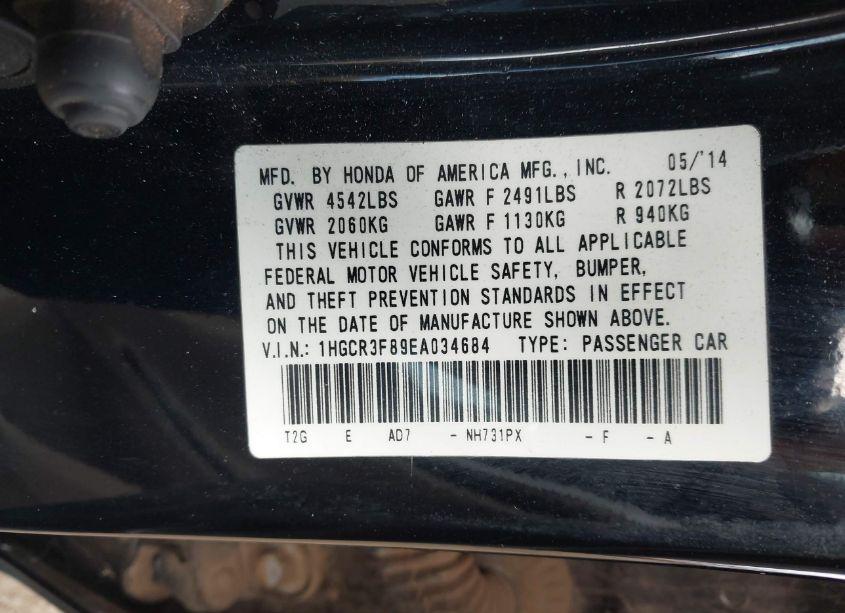 MFD. BY HONDA OF AMERICA MFG., INC. 05/'14
GVWR 4542LBS GAWR F 2491LBS R 2072LBS
GVWR 2060KG GAWR F 1130KG R 940KG
THIS VEHICLE CONFORMS TO ALL APPLICABLE
FEDERAL MOTOR VEHICLE SAFETY, BUMPER,
AND THEFT PREVENTION STANDARDS IN EFFECT
ON THE DATE OF MANUFACTURE SHOWN ABOVE.
V.I.N.: 1HGCR3F89EA034684 TYPE: PASSENGER CAR
T2G E AD7 - NH731PX - F - A